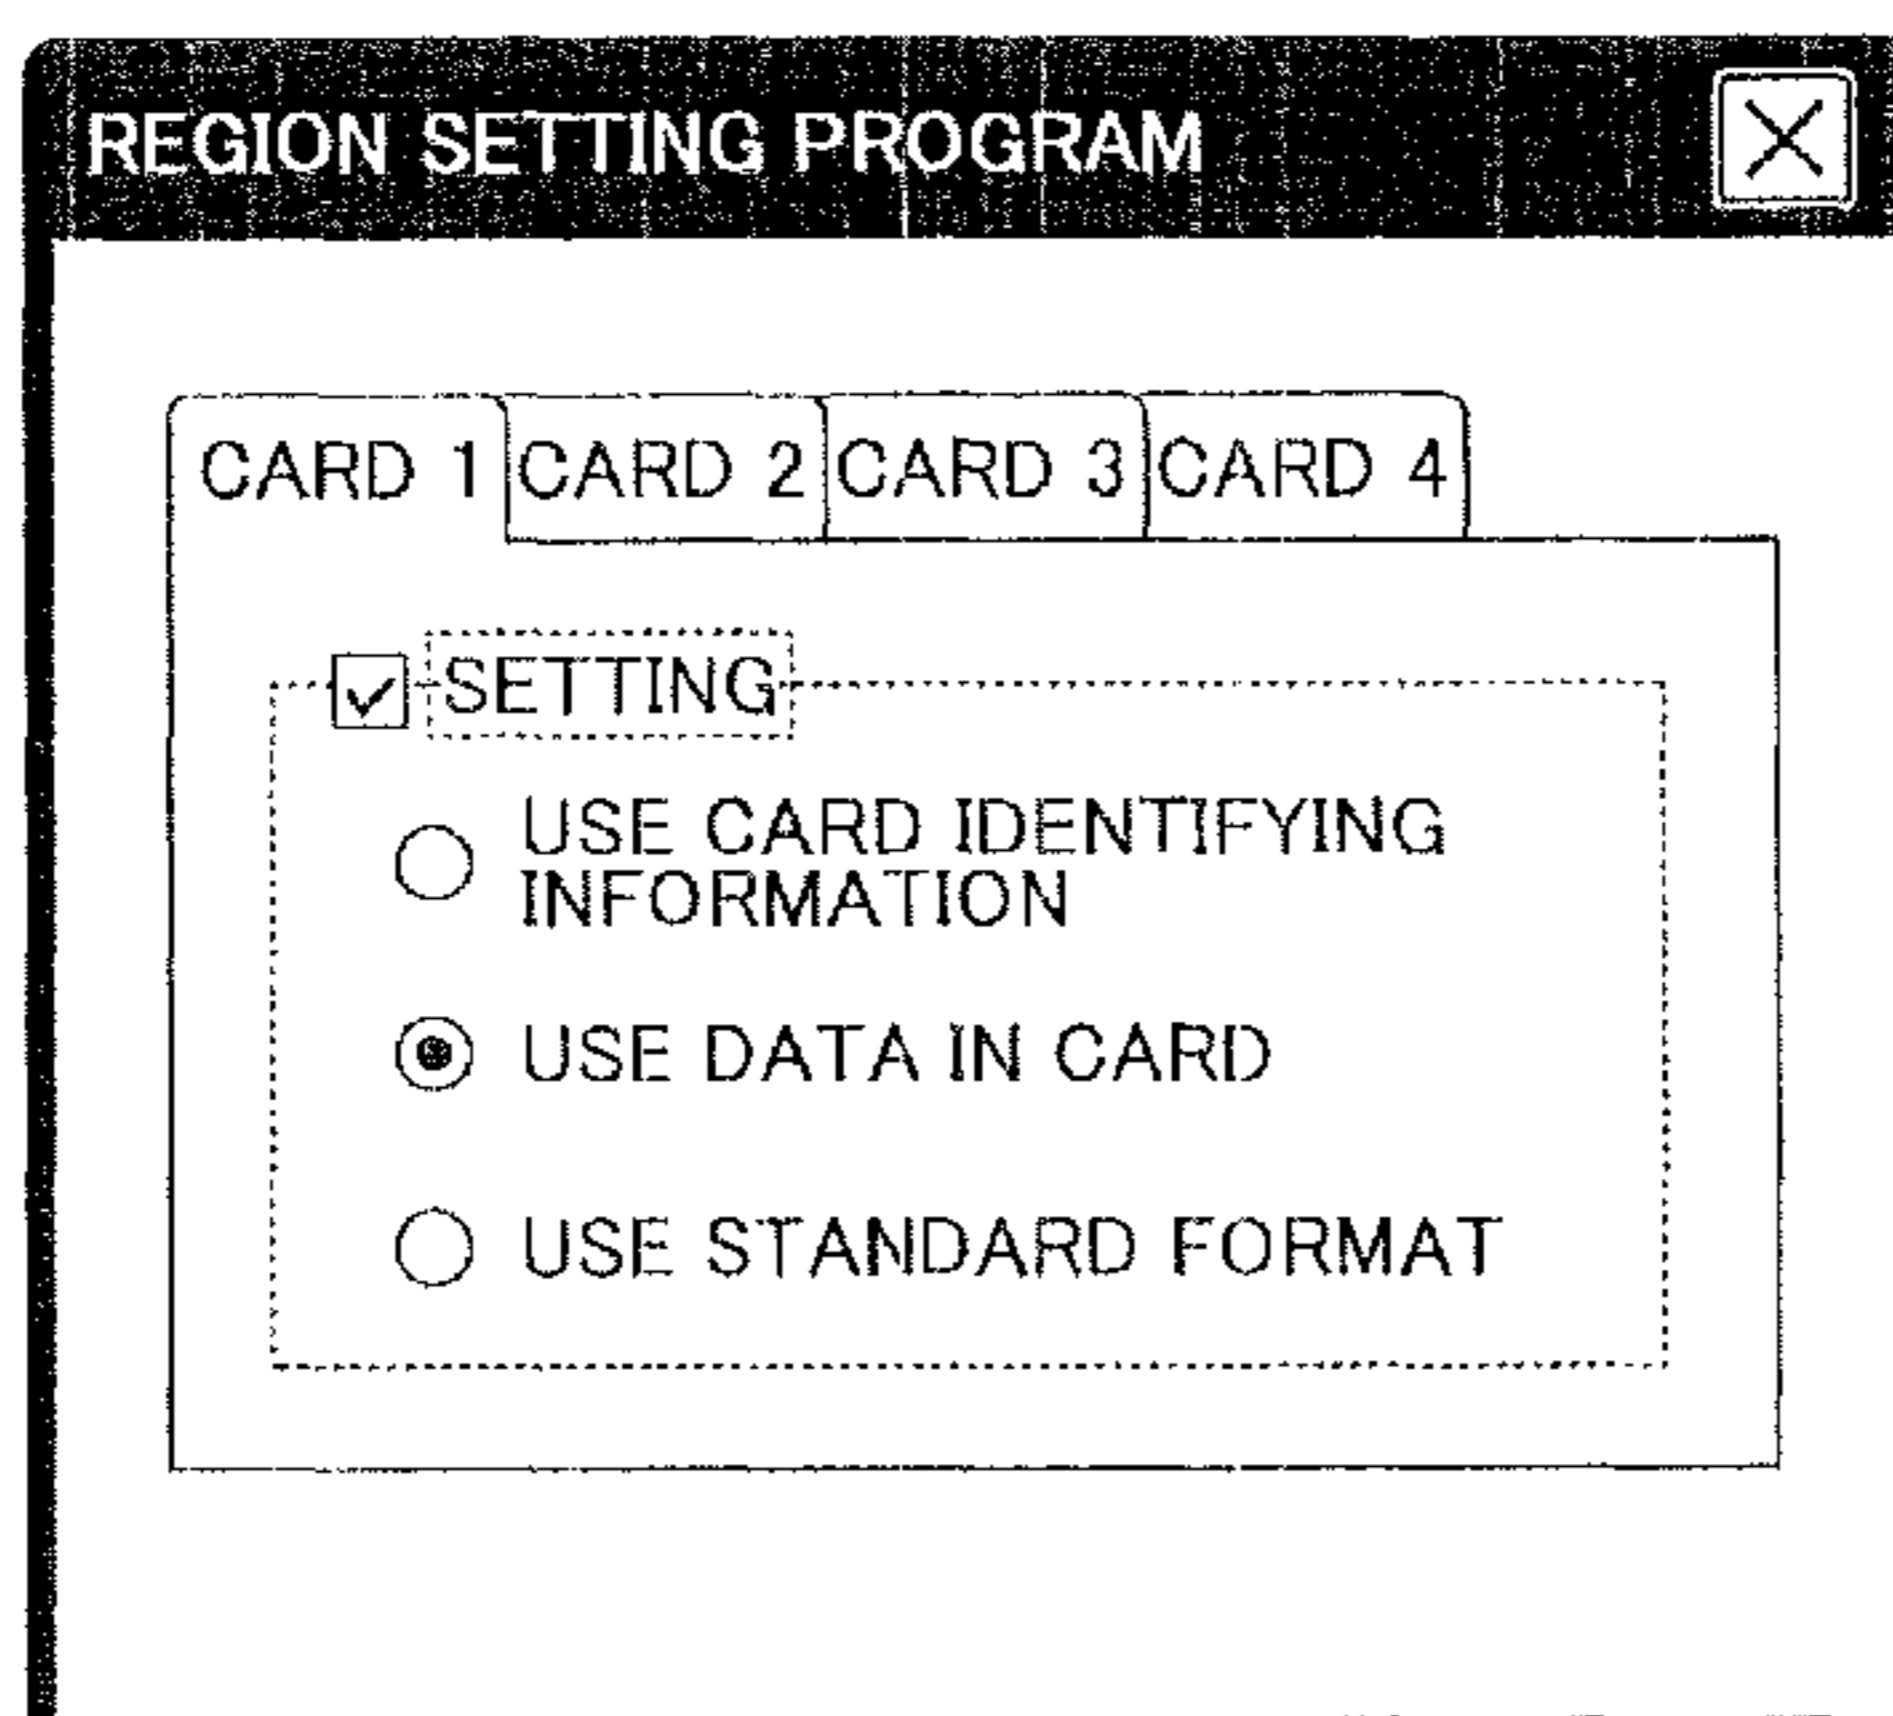 REGION SETTING PROGRAM
CARD 1 CARD 2 CARD 3 CARD 4
SETTING
USE CARD IDENTIFYING
INFORMATION
USE DATA IN CARD
USE STANDARD FORMAT